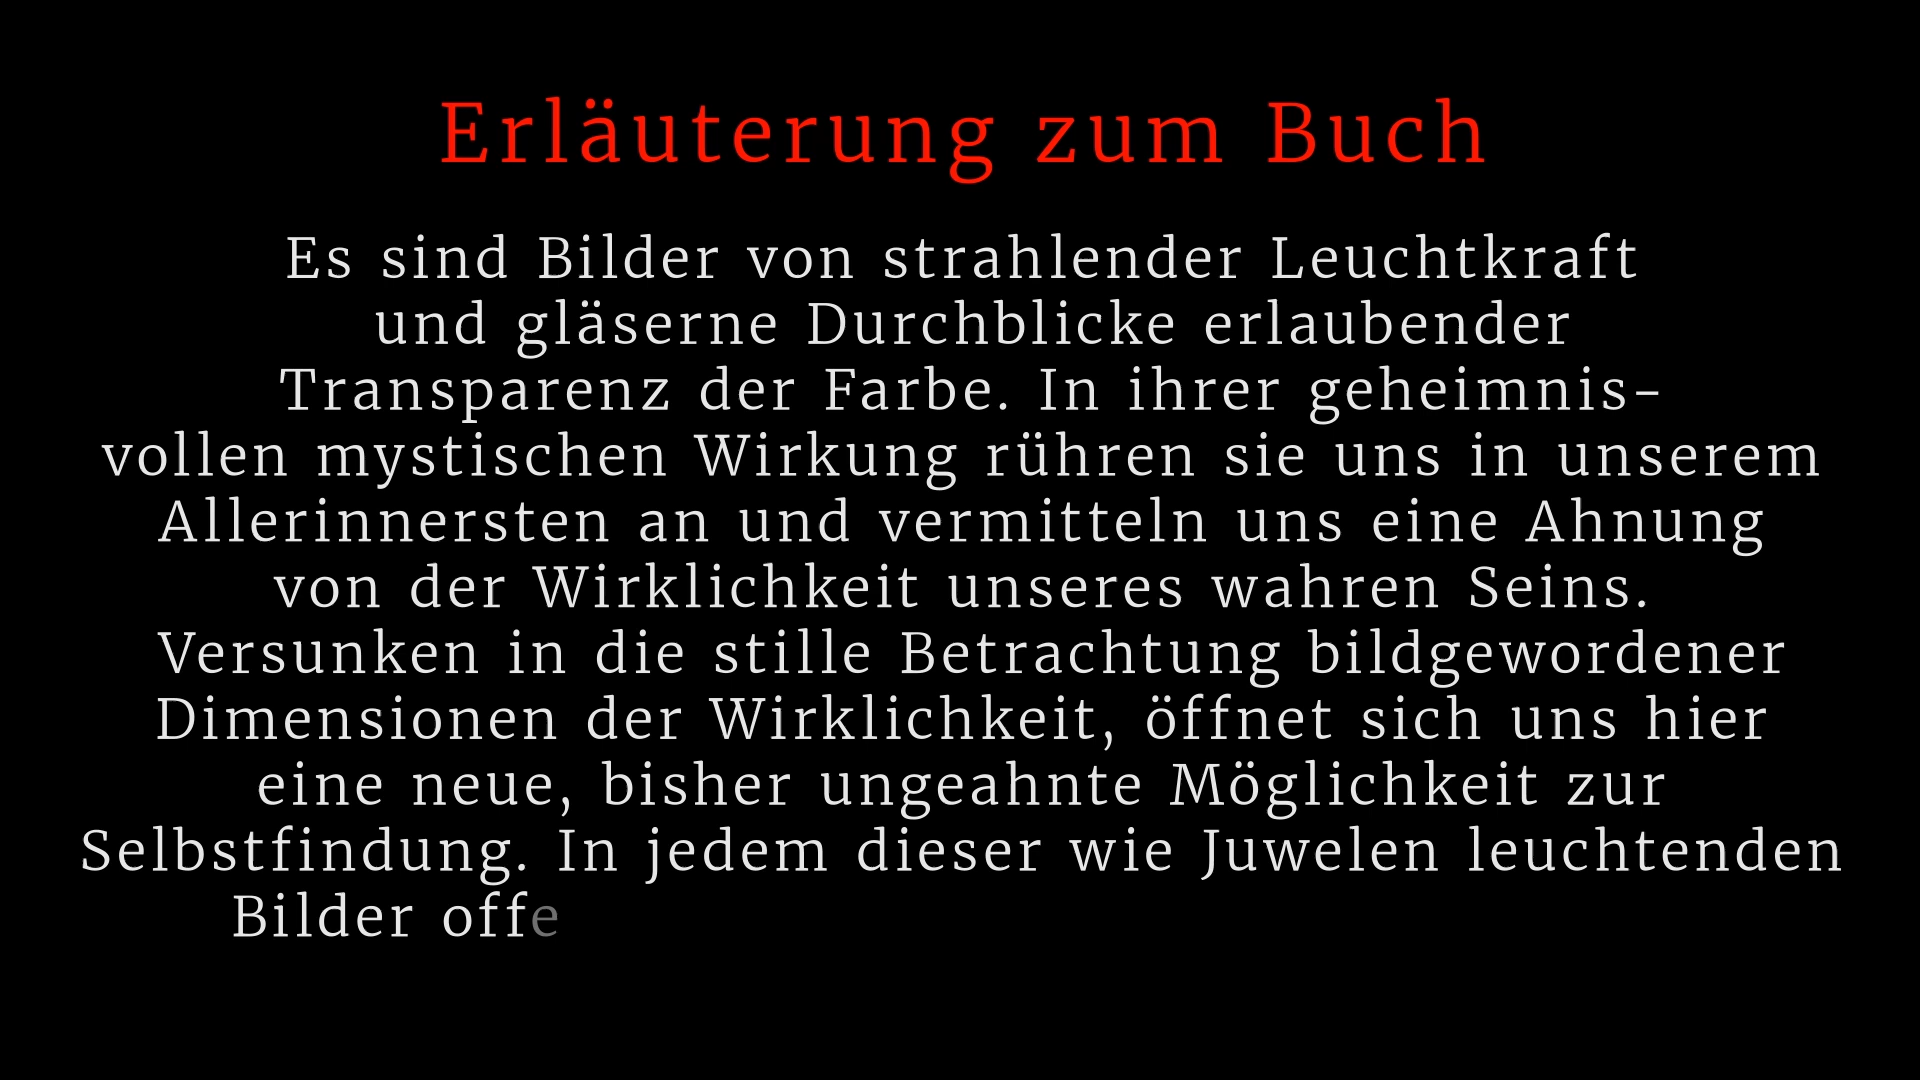 Erläuterung zum Buch
Es sind Bilder von strahlender Leuchtkraft
und gläserne Durchblicke erlaubender
Transparenz der Farbe. In ihrer geheimnis-
vollen mystischen Wirkung rühren sie uns in unserem
Allerinnersten an und vermitteln uns eine Ahnung
von der Wirklichkeit unseres wahren Seins.
Versunken in die stille Betrachtung bildgewordener
Dimensionen der Wirklichkeit, öffnet sich uns hier
eine neue, bisher ungeahnte Möglichkeit zur
Selbstfindung. In jedem dieser wie Juwelen leuchtenden
Bilder offe